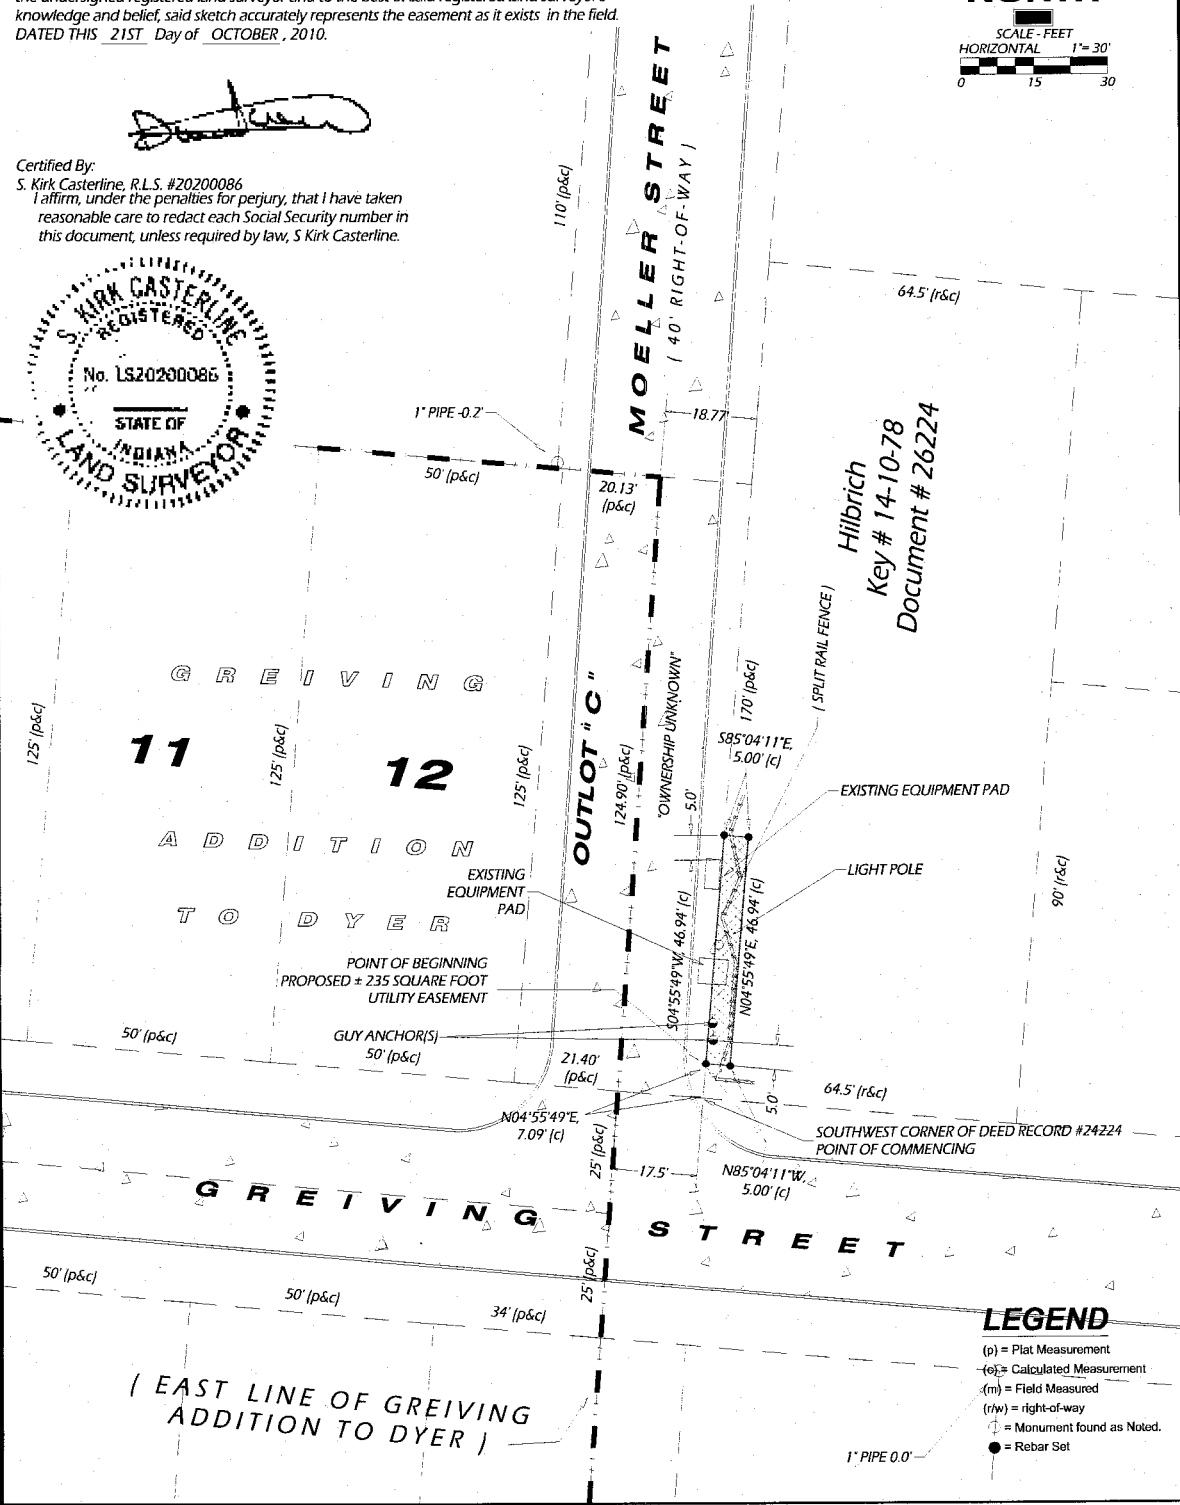 knowledge and belief, said sketch accurately represents the easement as it exists in the field.
DATED THIS 21ST Day of OCTOBER, 2010.
NORTH
SCALE - FEET
HORIZONTAL 1"= 30'
0 15 30
Certified By:
S. Kirk Casterline, R.L.S. #20200086
I affirm, under the penalties for perjury, that I have taken
reasonable care to redact each Social Security number in
this document, unless required by law, S Kirk Casterline.
S. KIRK CASTERLINE
REGISTERED
No. LS20200086
STATE OF
INDIANA
LAND SURVEYOR
110' (p&c)
MOELLER STREET
( 40' RIGHT-OF-WAY )
64.5' (r&c)
1" PIPE -0.2'
18.77'
50' (p&c)
20.13'
(p&c)
Hilbrich
Key # 14-10-78
Document # 26224
( SPLIT RAIL FENCE )
GREIVING
11
12
ADDITION
TO DYER
125' (p&c)
125' (p&c)
125' (p&c)
OUTLOT "C"
124.90' (p&c)
"OWNERSHIP UNKNOWN"
170' (p&c)
S85°04'11"E,
5.00' (c)
5.0'
EXISTING EQUIPMENT PAD
LIGHT POLE
EXISTING
EQUIPMENT
PAD
S04°55'49"W, 46.94' (c)
N04°55'49"E, 46.94' (c)
90' (r&c)
POINT OF BEGINNING
PROPOSED ± 235 SQUARE FOOT
UTILITY EASEMENT
GUY ANCHOR(S)
50' (p&c)
50' (p&c)
21.40'
(p&c)
64.5' (r&c)
5.0'
N04°55'49"E,
7.09' (c)
SOUTHWEST CORNER OF DEED RECORD #24224
POINT OF COMMENCING
25' (p&c)
17.5'
N85°04'11"W,
5.00' (c)
GREIVING STREET
25' (p&c)
50' (p&c)
50' (p&c)
34' (p&c)
( EAST LINE OF GREIVING
ADDITION TO DYER )
LEGEND
(p) = Plat Measurement
(c) = Calculated Measurement
(m) = Field Measured
(r/w) = right-of-way
= Monument found as Noted.
= Rebar Set
1" PIPE 0.0'